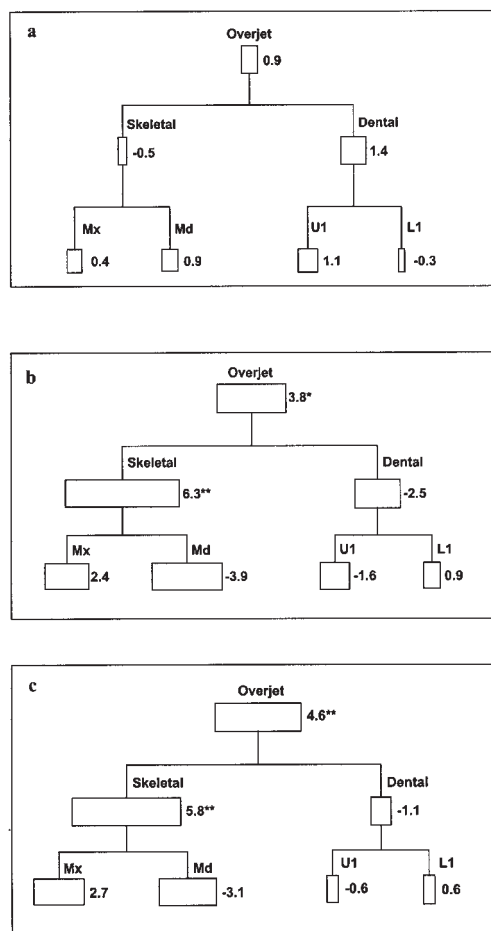 a
Overjet
0.9
Skeletal Dental
-0.5 1.4
Mx Md U1 L1
0.4 0.9 1.1 -0.3
b
Overjet
3.8*
Skeletal Dental
6.3** -2.5
Mx Md U1 L1
2.4 -3.9 -1.6 0.9
c
Overjet
4.6**
Skeletal Dental
5.8** -1.1
Mx Md U1 L1
2.7 -3.1 -0.6 0.6